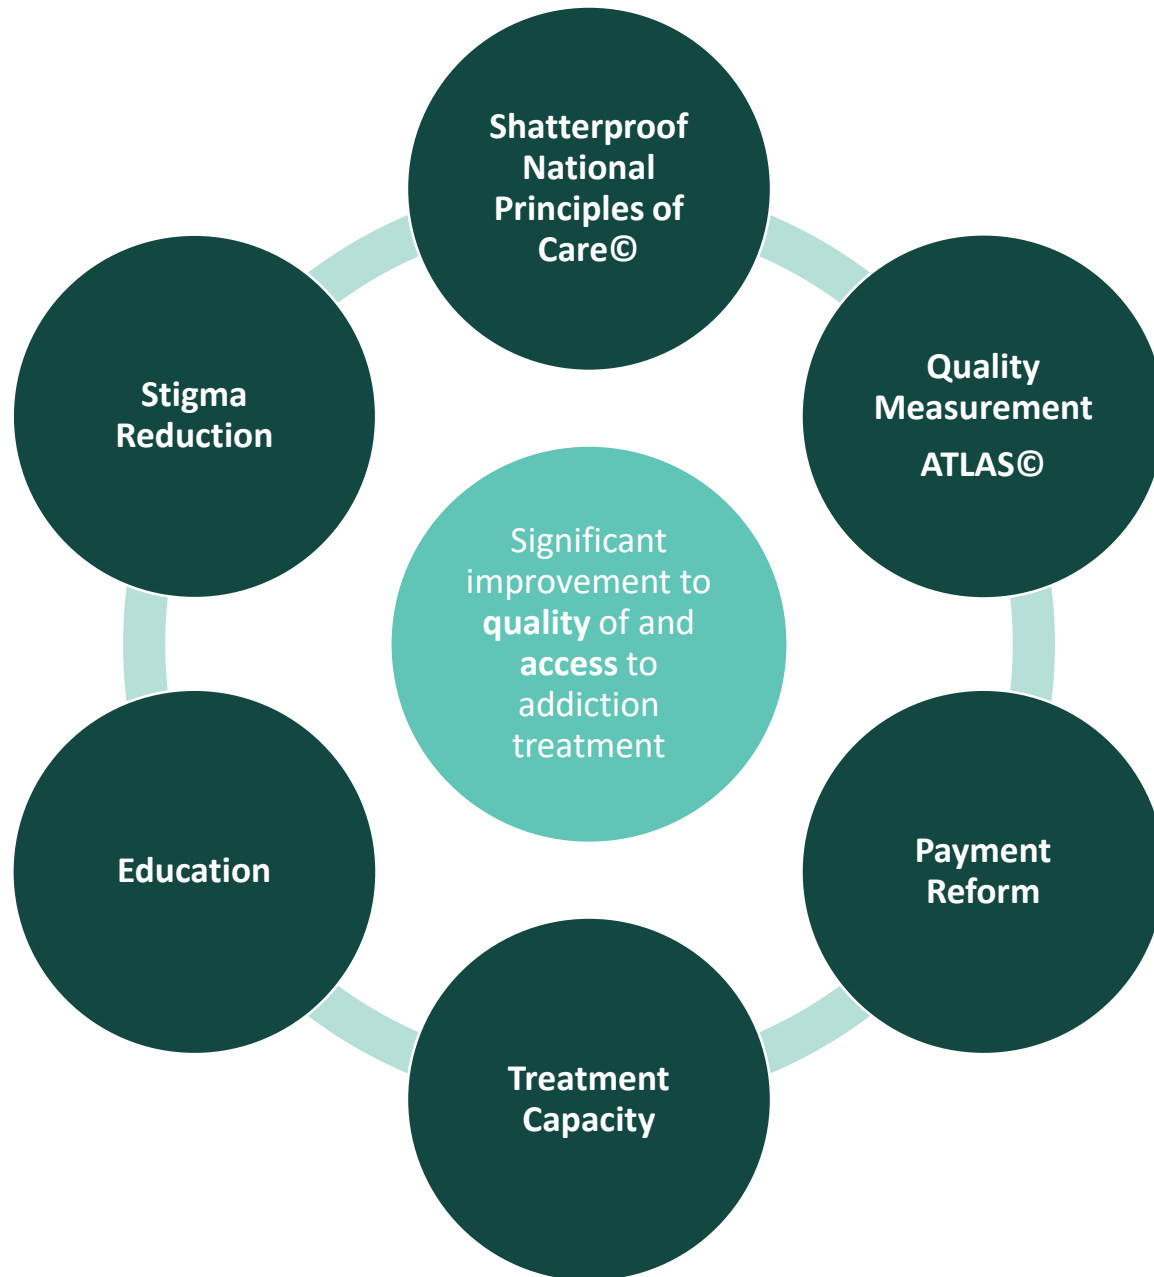 Shatterproof
National
Principles of
Care©
Quality
Measurement
ATLAS©
Payment
Reform
Treatment
Capacity
Education
Stigma
Reduction
Significant
improvement to
quality of and
access to
addiction
treatment